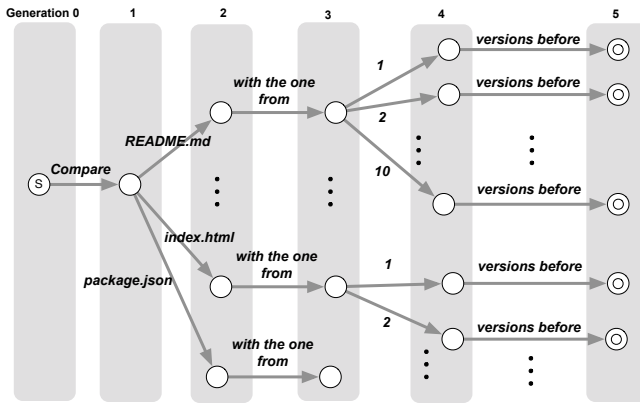 Generation 0 1 2 3 4 5
versions before
1
with the one
from
versions before
2
README.md
Compare
S
10
versions before
index.html
with the one
from
1
versions before
package.json
2
versions before
with the one
from